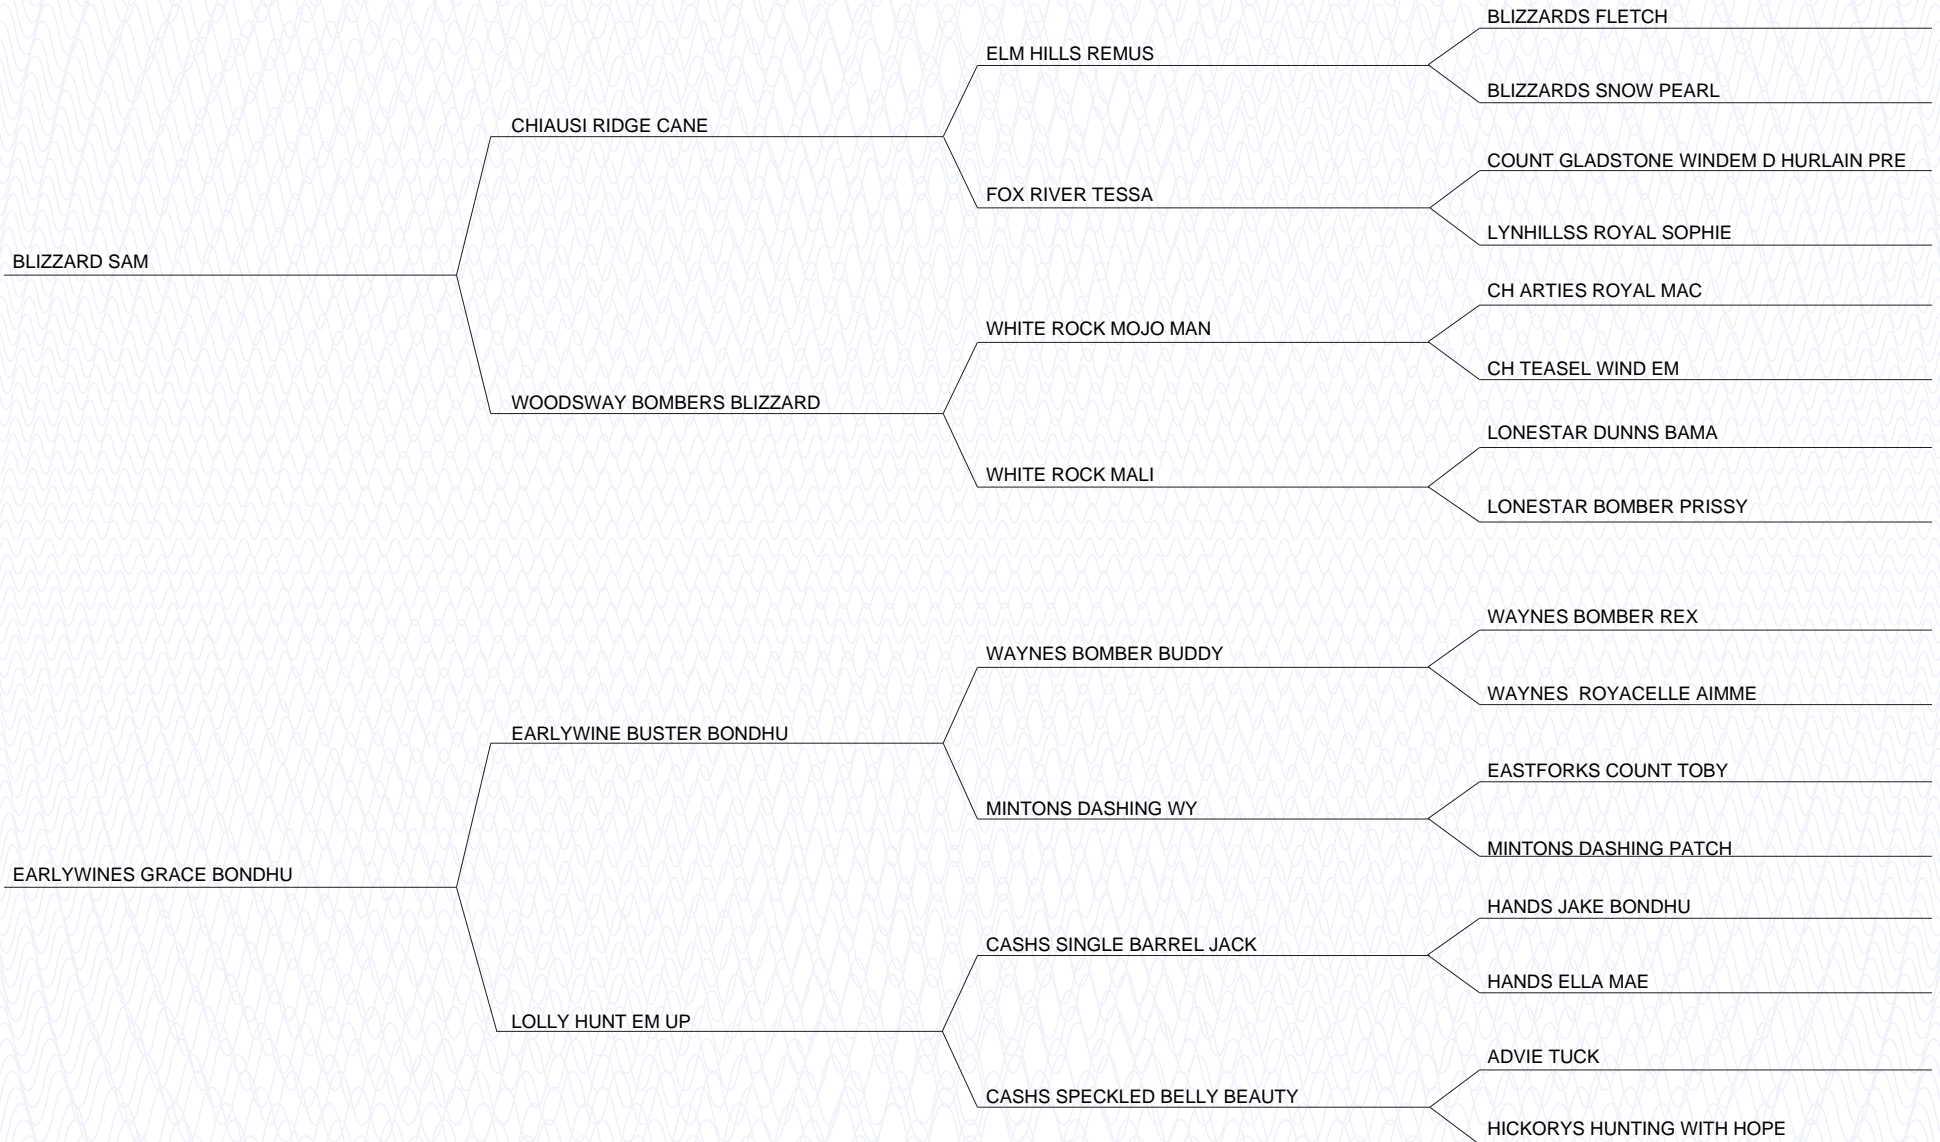 BLIZZARD SAM
CHIAUSI RIDGE CANE
ELM HILLS REMUS
BLIZZARDS FLETCH
BLIZZARDS SNOW PEARL
FOX RIVER TESSA
COUNT GLADSTONE WINDEM D HURLAIN PRE
LYNHILLSS ROYAL SOPHIE
WOODSWAY BOMBERS BLIZZARD
WHITE ROCK MOJO MAN
CH ARTIES ROYAL MAC
CH TEASEL WIND EM
WHITE ROCK MALI
LONESTAR DUNNS BAMA
LONESTAR BOMBER PRISSY
EARLYWINES GRACE BONDHU
EARLYWINE BUSTER BONDHU
WAYNES BOMBER BUDDY
WAYNES BOMBER REX
WAYNES  ROYACELLE AIMME
MINTONS DASHING WY
EASTFORKS COUNT TOBY
MINTONS DASHING PATCH
LOLLY HUNT EM UP
CASHS SINGLE BARREL JACK
HANDS JAKE BONDHU
HANDS ELLA MAE
CASHS SPECKLED BELLY BEAUTY
ADVIE TUCK
HICKORYS HUNTING WITH HOPE